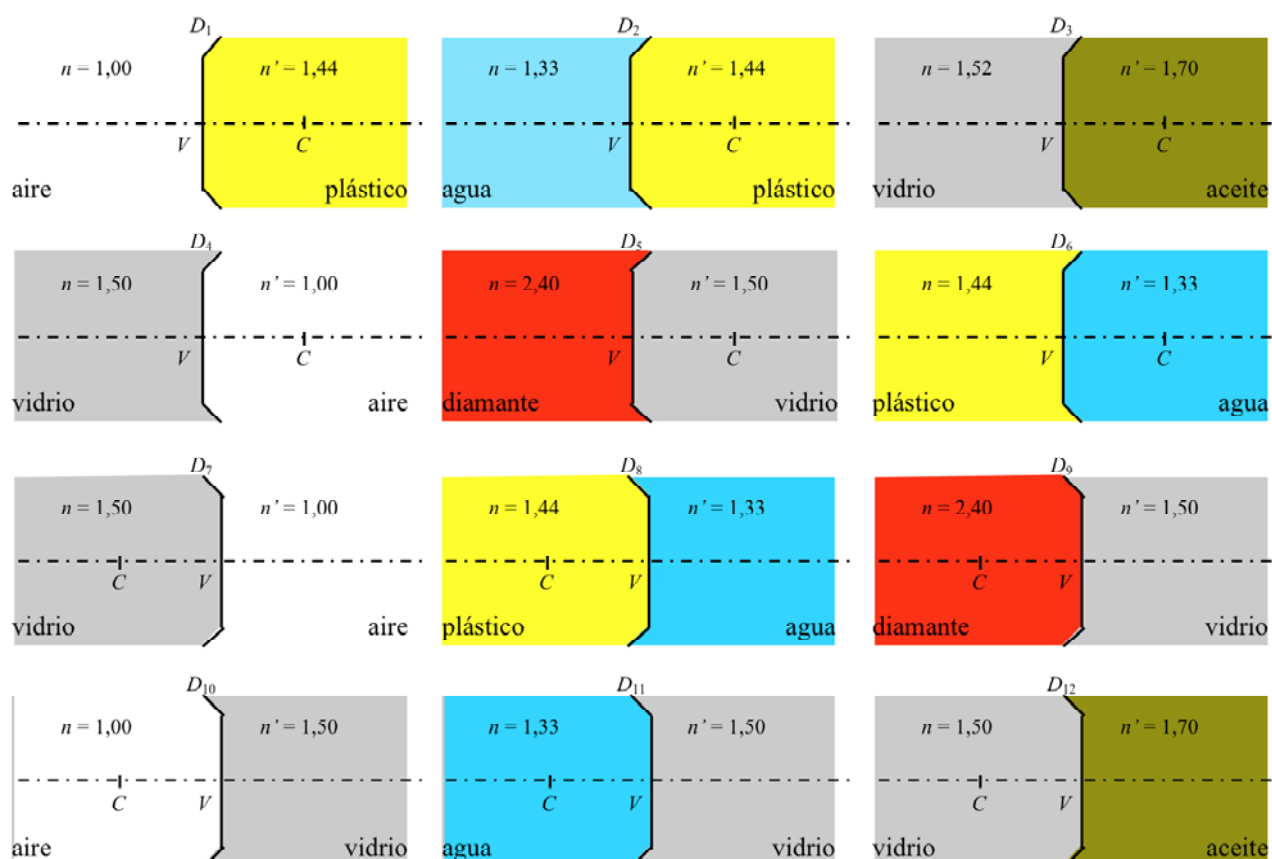 D₁ D₂ D₃
n = 1,00 n’ = 1,44 n = 1,33 n’ = 1,44 n = 1,52 n’ = 1,70
V C V C V C
aire plástico agua plástico vidrio aceite
D₄ D₅ D₆
n = 1,50 n’ = 1,00 n = 2,40 n’ = 1,50 n = 1,44 n’ = 1,33
V C V C V C
vidrio aire diamante vidrio plástico agua
D₇ D₈ D₉
n = 1,50 n’ = 1,00 n = 1,44 n’ = 1,33 n = 2,40 n’ = 1,50
C V C V C V
vidrio aire plástico agua diamante vidrio
D₁₀ D₁₁ D₁₂
n = 1,00 n’ = 1,50 n = 1,33 n’ = 1,50 n = 1,50 n’ = 1,70
C V C V C V
aire vidrio agua vidrio vidrio aceite